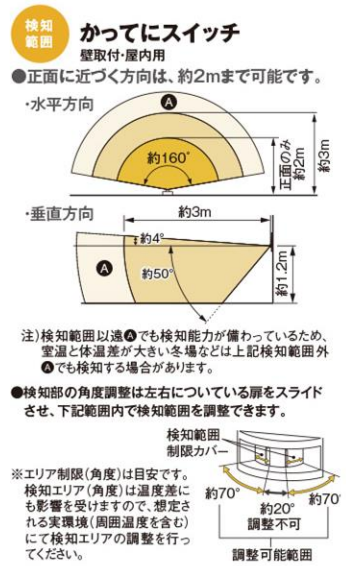 検知
範囲
かってにスイッチ
壁取付・屋内用
●正面に近づく方向は、約2mまで可能です。
・水平方向
A
約160°
正面のみ
約2m
約3m
・垂直方向
約3m
約4°
A
約50°
約1.2m
注）検知範囲以遠Aでも検知能力が備わっているため、
室温と体温差が大きい冬場などは上記検知範囲外
Aでも検知する場合があります。
●検知部の角度調整は左右についている扉をスライド
させ、下記範囲内で検知範囲を調整できます。
検知範囲
制限カバー
※エリア制限（角度）は目安です。
検知エリア（角度）は温度差に
も影響を受けますので、想定さ
れる実環境（周囲温度を含む）
にて検知エリアの調整を行っ
てください。
約70°
約20°
調整不可
約70°
調整可能範囲